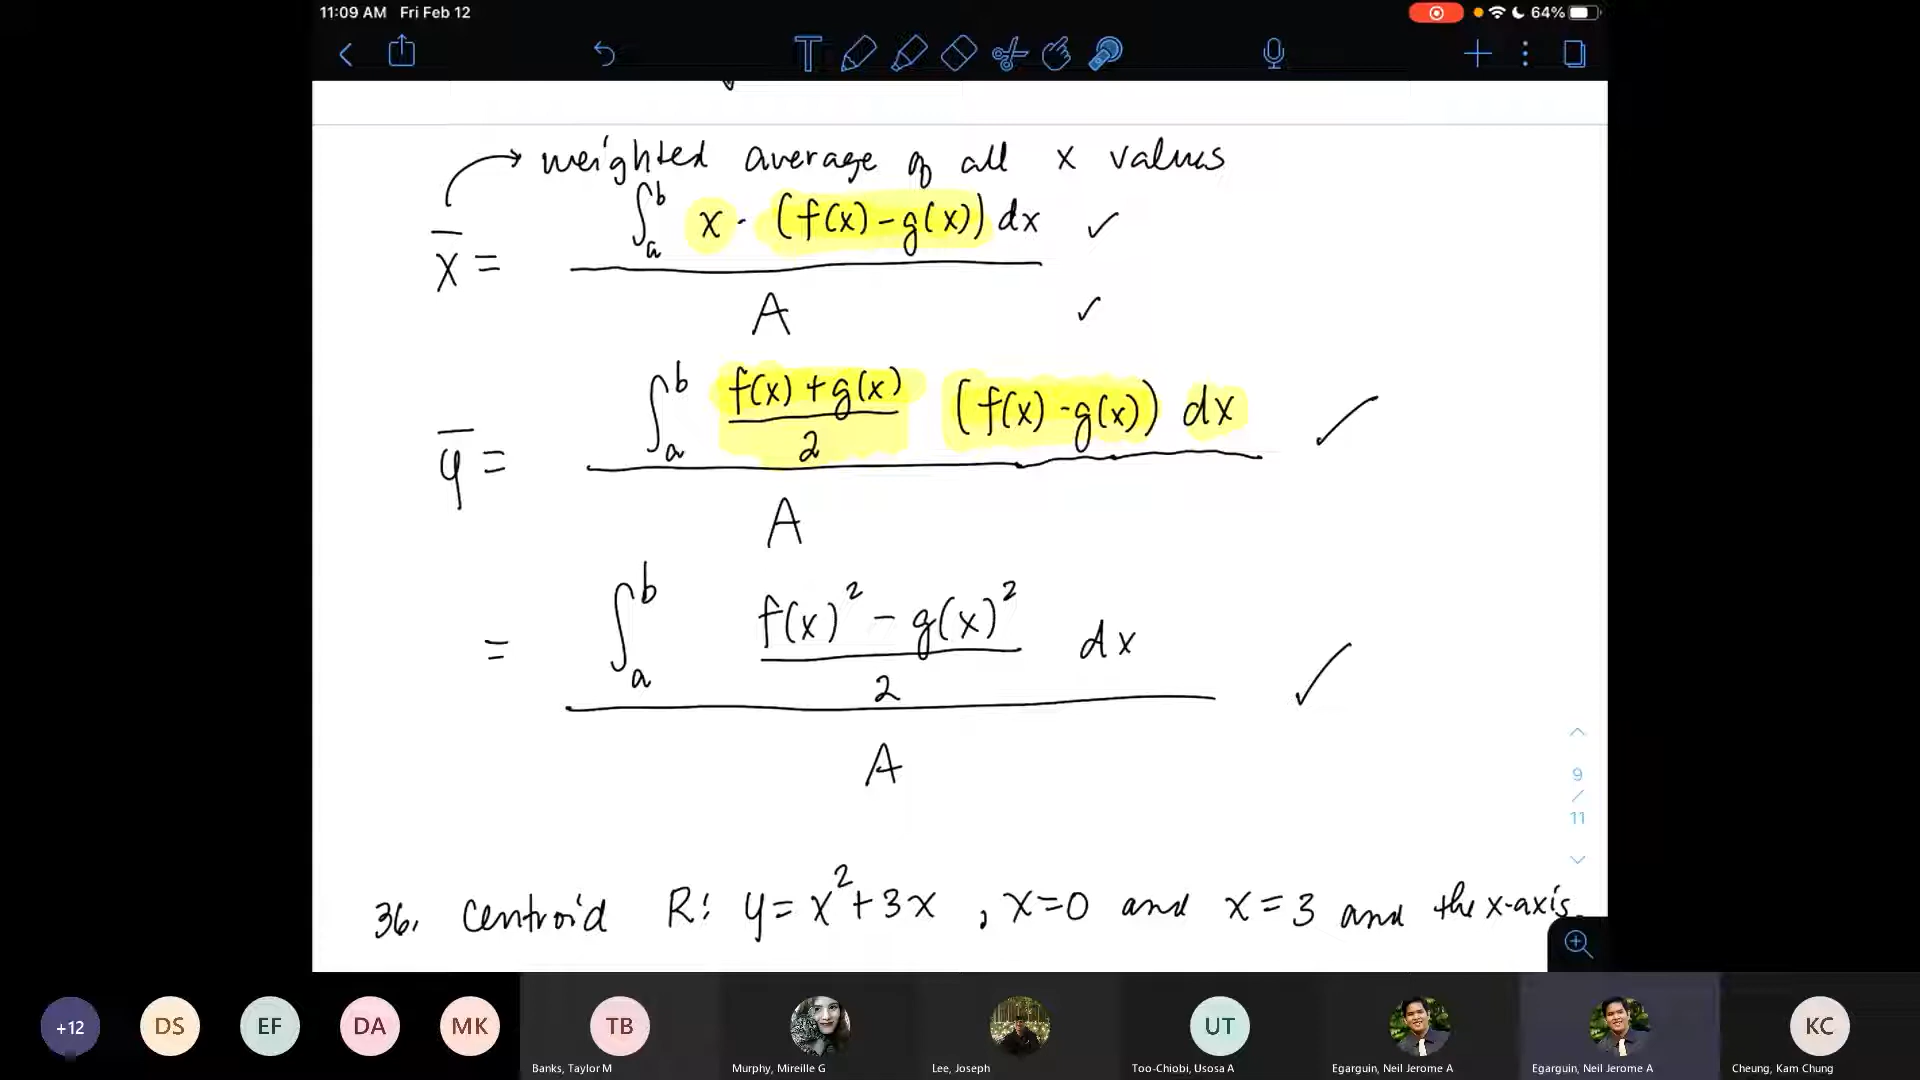 11:09 AM Fri Feb 12
64%
T
weighted average of all x values
x̄ = ∫_a^b x · (f(x) - g(x)) dx ✓
A ✓
ȳ = ∫_a^b (f(x) + g(x))/2 (f(x) - g(x)) dx ✓
A
= ∫_a^b (f(x)² - g(x)²)/2 dx ✓
A
9
/
11
36. Centroid R: y = x² + 3x , x=0 and x = 3 and the x-axis.
+12 DS EF DA MK TB UT KC
Banks, Taylor M Murphy, Mireille G Lee, Joseph Too-Chiobi, Usosa A Egarguin, Neil Jerome A Egarguin, Neil Jerome A Cheung, Kam Chung